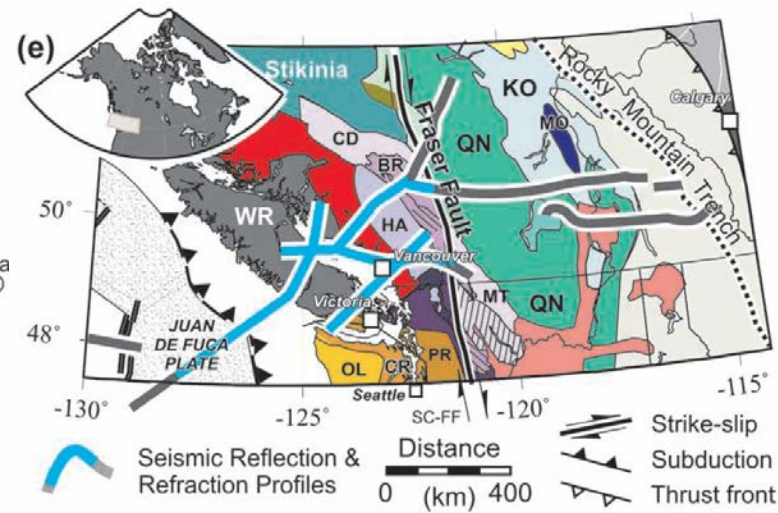 (e)
Stikinia
KO
Rocky Mountain Trench
Calgary
CD
MO
QN
BR
Fraser Fault
50°
WR
HA
Vancouver
Victoria
MT
QN
JUAN
DE FUCA
PLATE
48°
OL
CR
PR
Seattle
-130
-125
SC-FF
-120
-115
a
Seismic Reflection &
Refraction Profiles
Distance
0 (km) 400
Strike-slip
Subduction
Thrust front